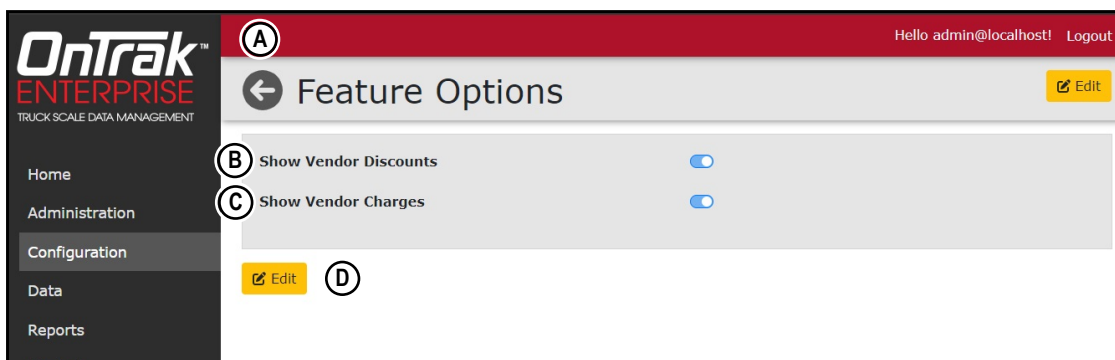 OnTrak™
ENTERPRISE
TRUCK SCALE DATA MANAGEMENT
Home
Administration
Configuration
Data
Reports
A
Hello admin@localhost! Logout
Feature Options
Edit
B Show Vendor Discounts
C Show Vendor Charges
Edit D